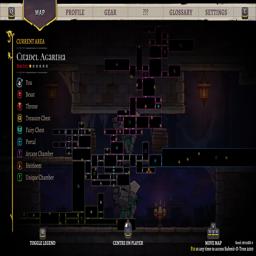 MAP PROFILE GEAR ??? GLOSSARY SETTINGS
CURRENT AREA
Citadel Agartha
You
Beast
Throne
Treasure Chest
Fairy Chest
Portal
Arcane Chamber
Heirloom
Unique Chamber
TOGGLE LEGEND
CENTRE ON PLAYER
MOVE MAP